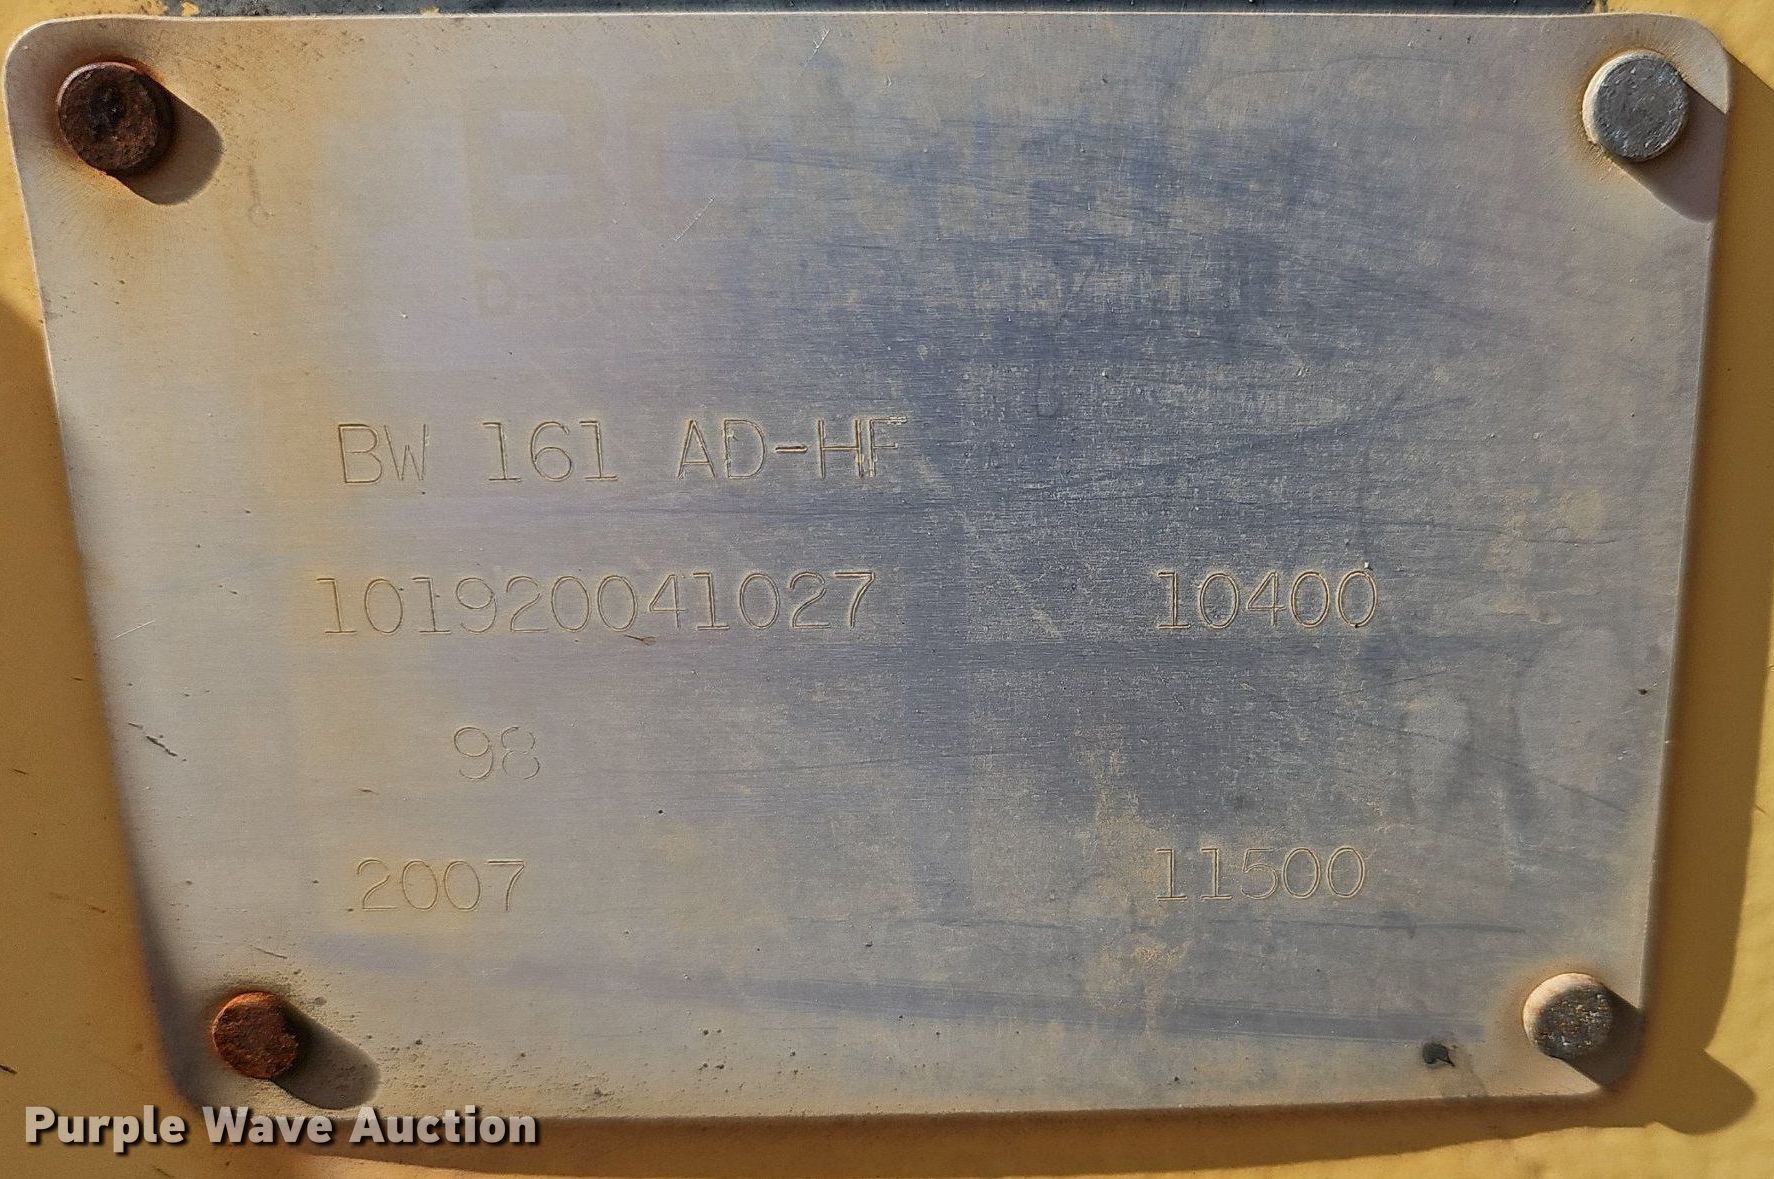 BW 161 AD-HF
101920041027 10400
98
2007 11500
Purple Wave Auction